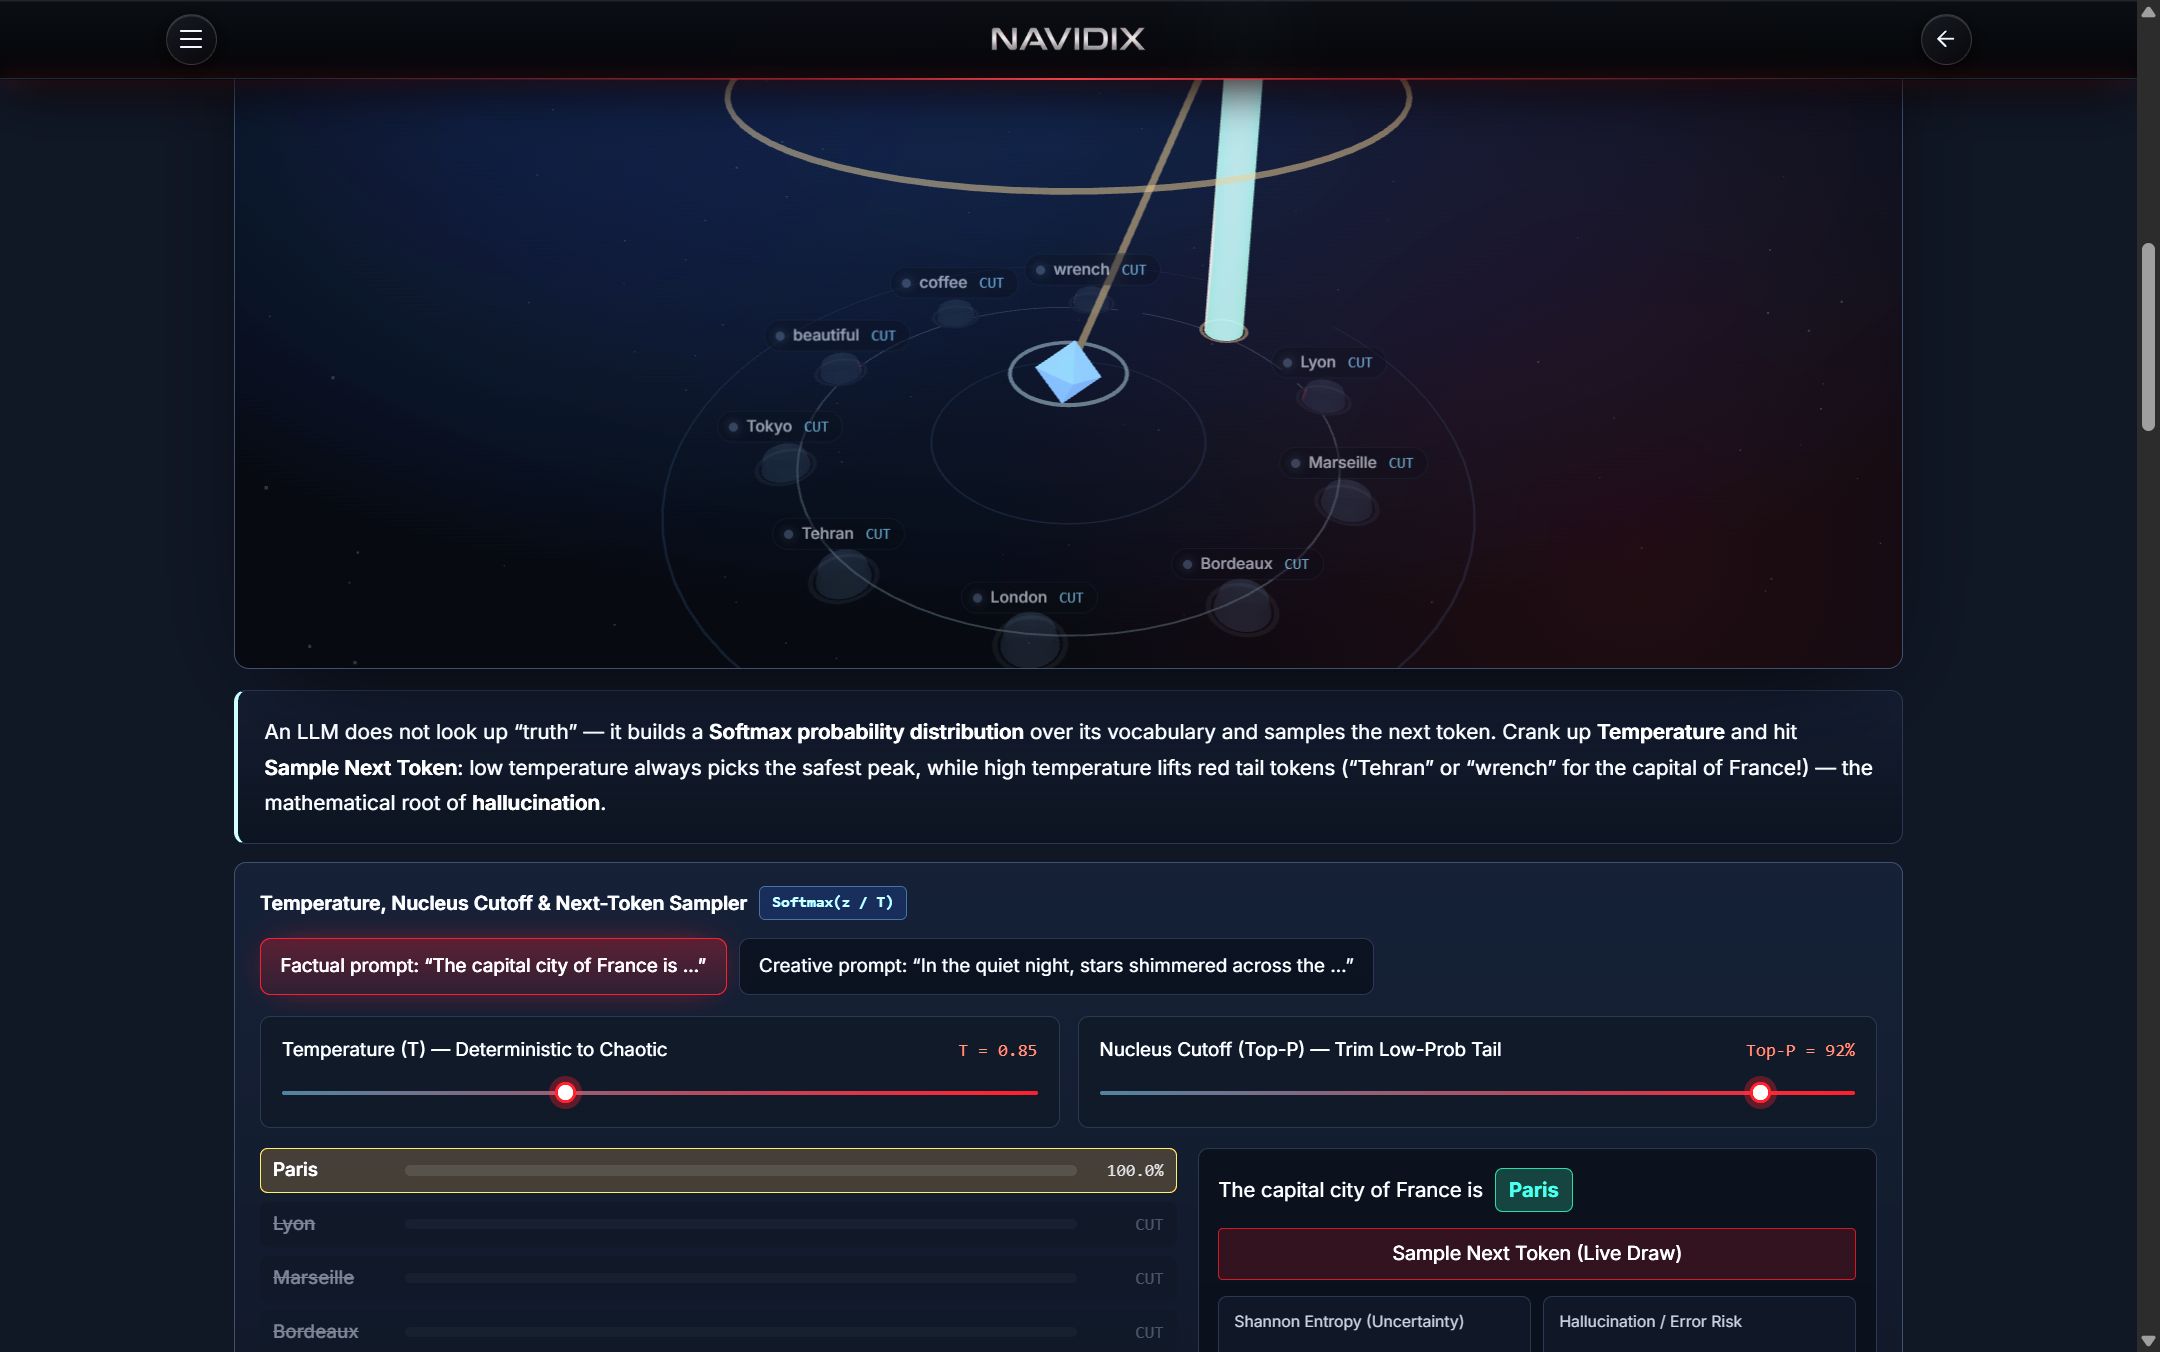 NAVIDIX
wrench CUT
coffee CUT
beautiful CUT
Lyon CUT
Tokyo CUT
Marseille CUT
Tehran CUT
Bordeaux CUT
London CUT
An LLM does not look up “truth” — it builds a Softmax probability distribution over its vocabulary and samples the next token. Crank up Temperature and hit
Sample Next Token: low temperature always picks the safest peak, while high temperature lifts red tail tokens (“Tehran” or “wrench” for the capital of France!) — the
mathematical root of hallucination.
Temperature, Nucleus Cutoff & Next-Token Sampler Softmax(z / T)
Factual prompt: “The capital city of France is ...”
Creative prompt: “In the quiet night, stars shimmered across the ...”
Temperature (T) — Deterministic to Chaotic T = 0.85
Nucleus Cutoff (Top-P) — Trim Low-Prob Tail Top-P = 92%
Paris 100.0%
Lyon CUT
Marseille CUT
Bordeaux CUT
The capital city of France is Paris
Sample Next Token (Live Draw)
Shannon Entropy (Uncertainty)
Hallucination / Error Risk